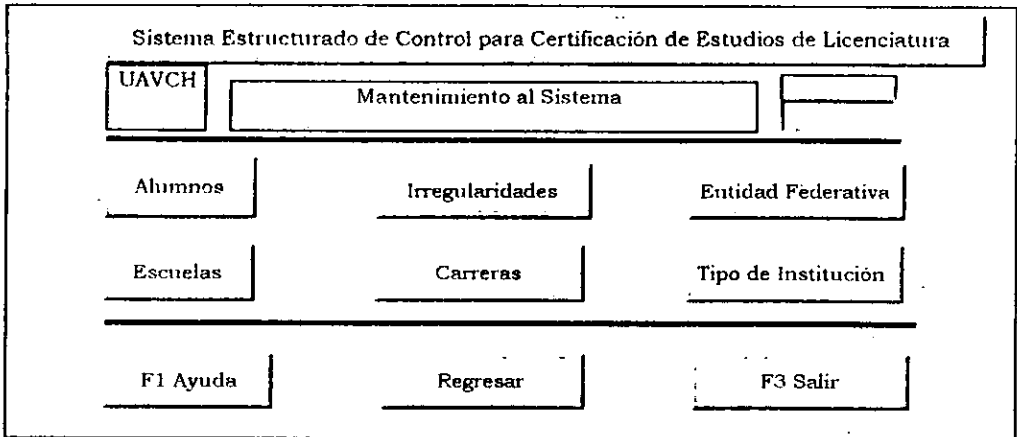 Sistema Estructurado de Control para Certificación de Estudios de Licenciatura
UAVCH
Mantenimiento al Sistema
Alumnos Irregularidades Entidad Federativa
Escuelas Carreras Tipo de Institución
F1 Ayuda Regresar F3 Salir